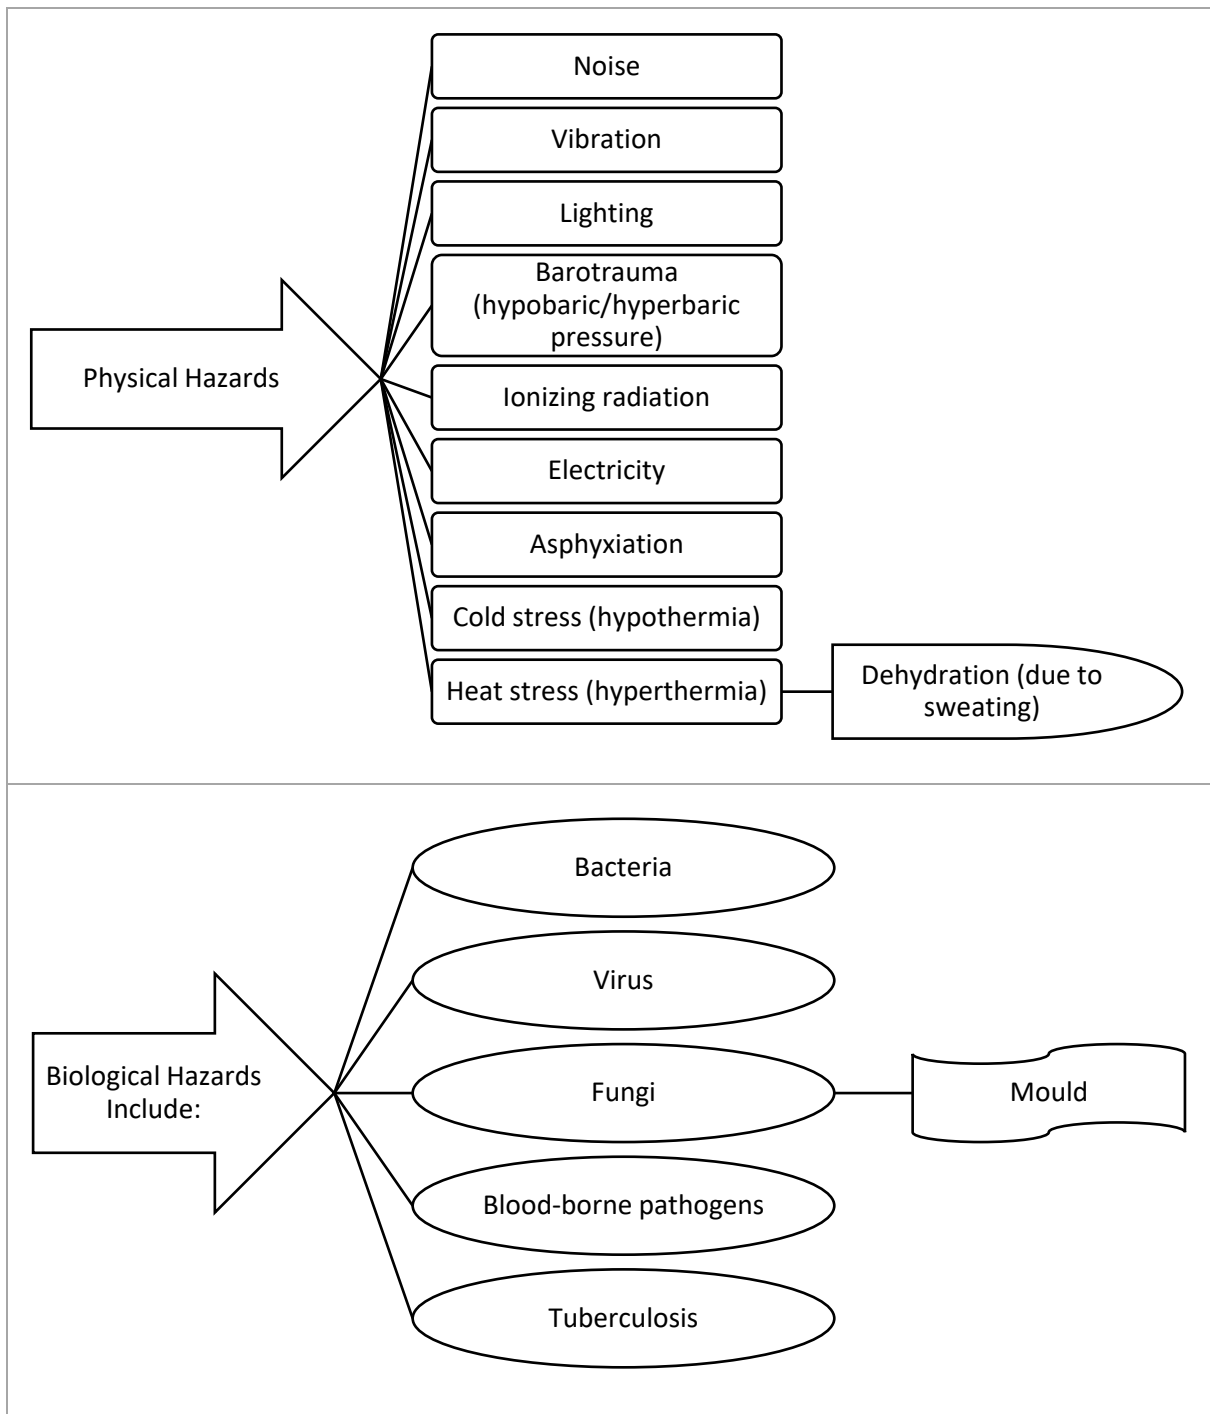 Noise
Vibration
Lighting
Barotrauma
(hypobaric/hyperbaric
pressure)
Physical Hazards
Ionizing radiation
Electricity
Asphyxiation
Cold stress (hypothermia)
Heat stress (hyperthermia)
Dehydration (due to
sweating)
Bacteria
Virus
Biological Hazards
Include:
Fungi
Mould
Blood-borne pathogens
Tuberculosis